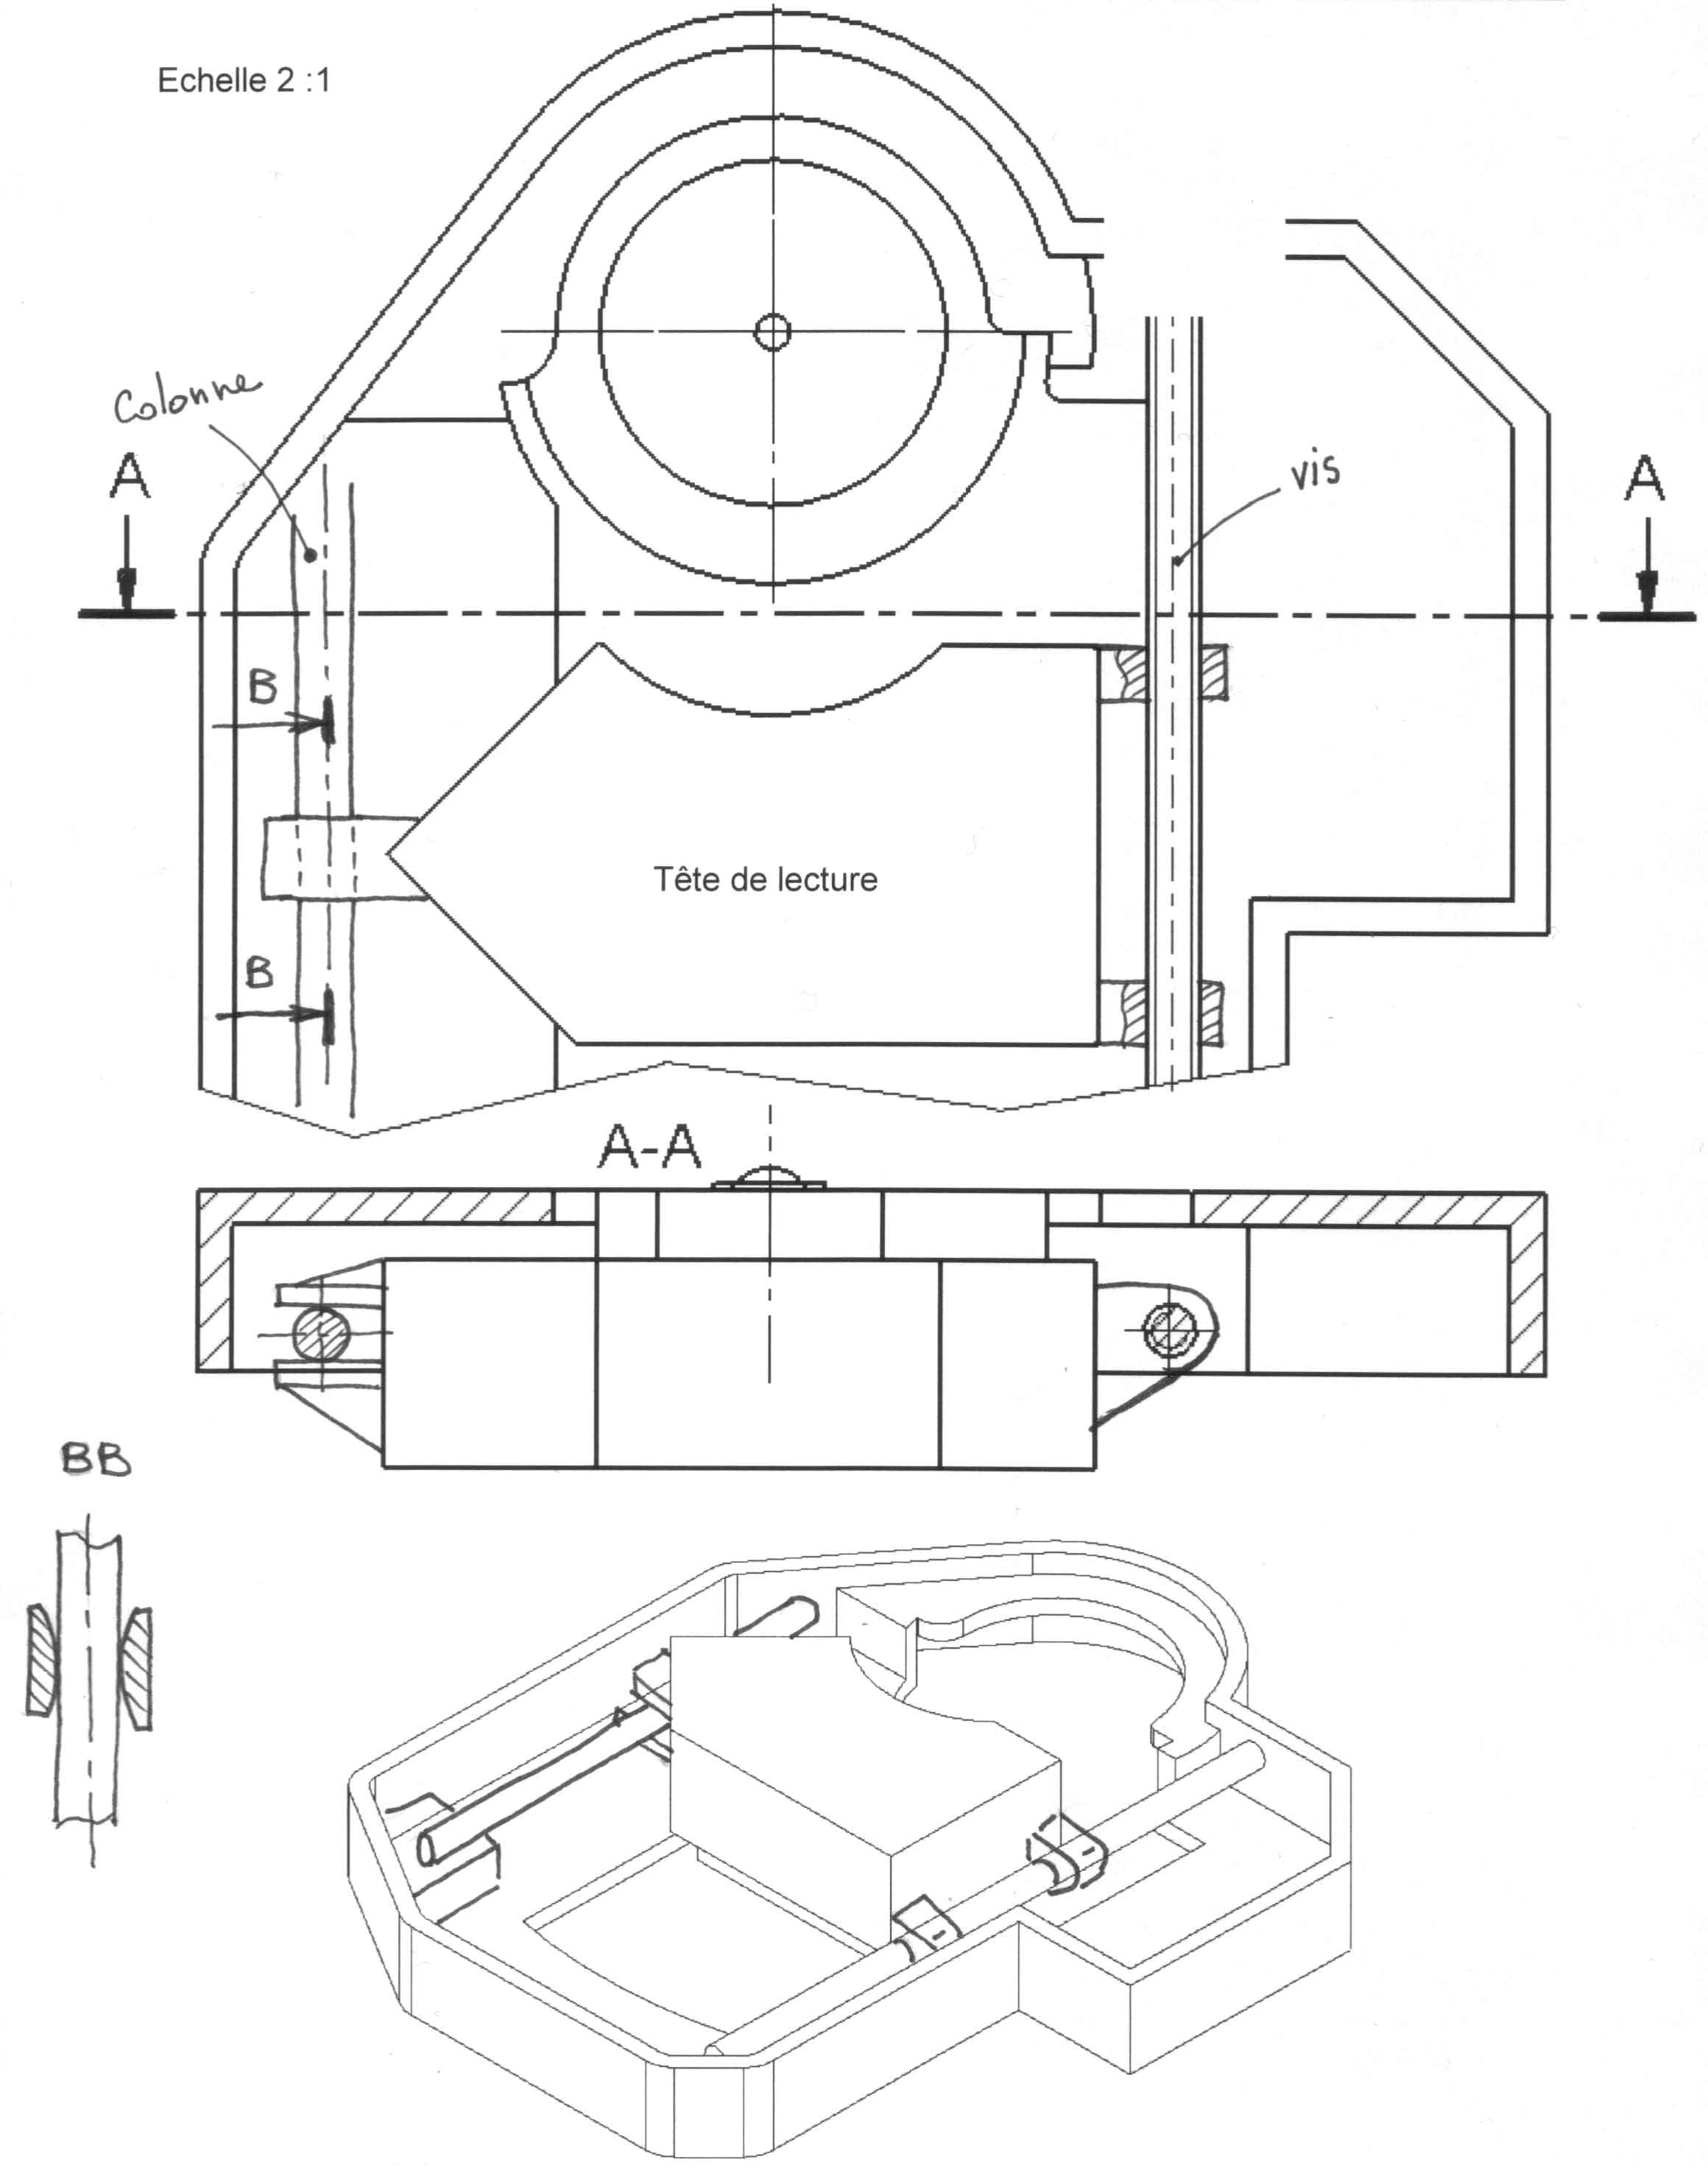 Echelle 2 :1
Colonne
A
vis
A
B
Tête de lecture
B
A-A
BB